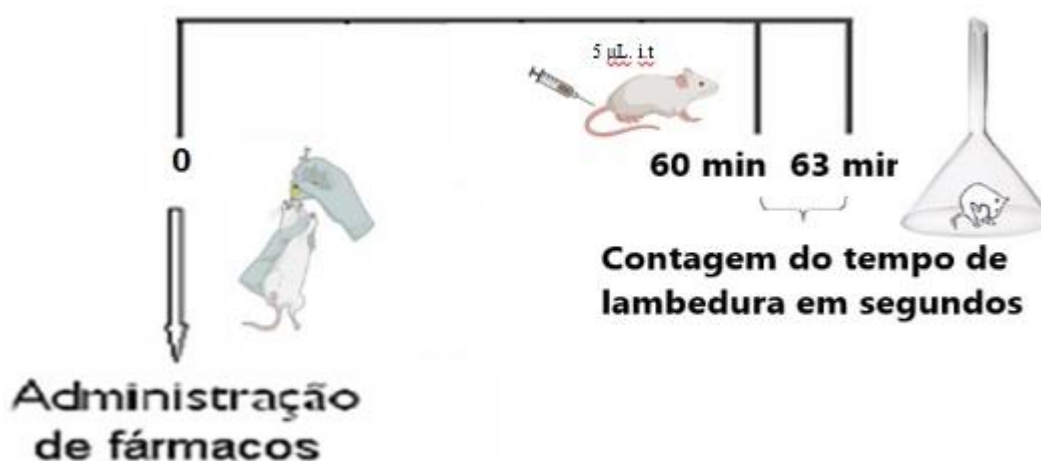 5 µL. i.t
0
60 min 63 mir
Contagem do tempo de
lambedura em segundos
Administração
de fármacos